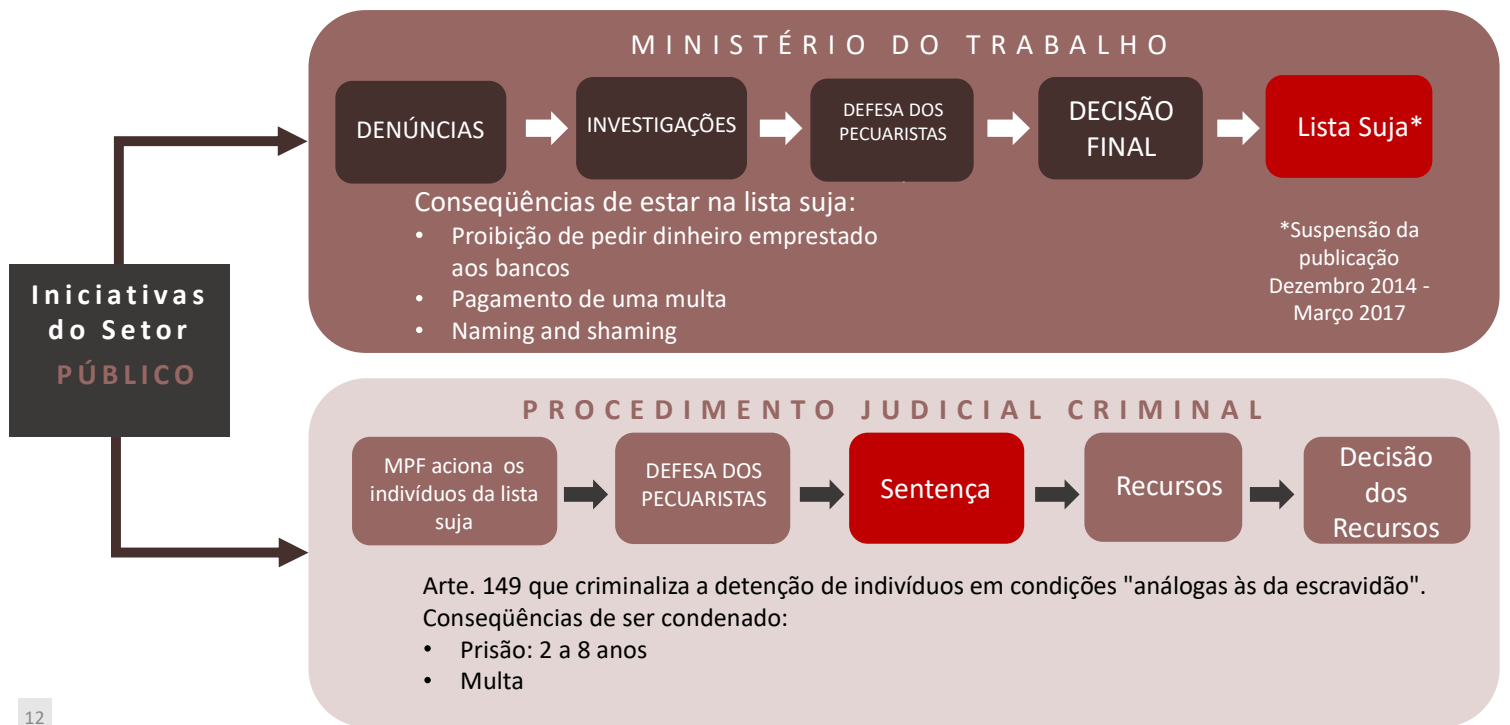 MINISTÉRIO DO TRABALHO
DENÚNCIAS
INVESTIGAÇÕES
DEFESA DOS
PECUARISTAS
DECISÃO
FINAL
Lista Suja*
Conseqüências de estar na lista suja:
• Proibição de pedir dinheiro emprestado
aos bancos
• Pagamento de uma multa
• Naming and shaming
*Suspensão da
publicação
Dezembro 2014 -
Março 2017
Iniciativas
do Setor
PÚBLICO
PROCEDIMENTO JUDICIAL CRIMINAL
MPF aciona os
indivíduos da lista
suja
DEFESA DOS
PECUARISTAS
Sentença
Recursos
Decisão
dos
Recursos
Arte. 149 que criminaliza a detenção de indivíduos em condições "análogas às da escravidão".
Conseqüências de ser condenado:
• Prisão: 2 a 8 anos
• Multa
12